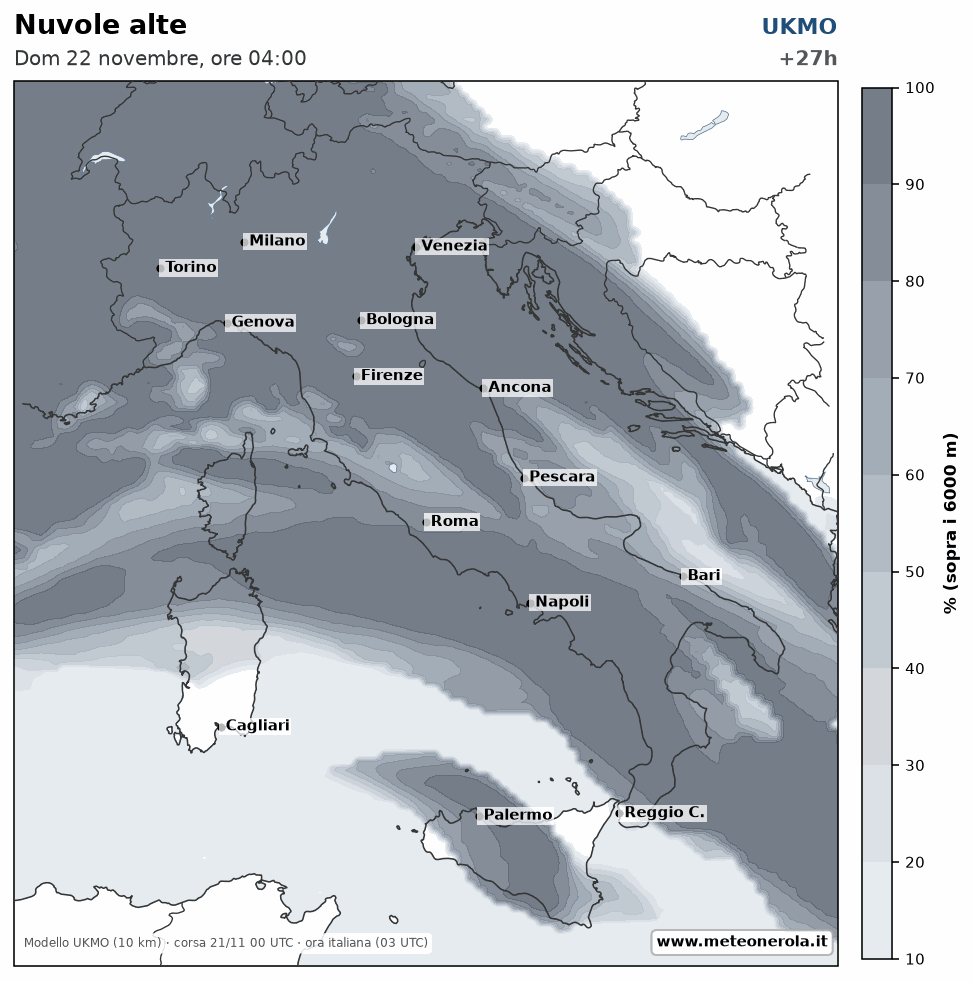 Nuvole alte
UKMO
Dom 22 novembre, ore 04:00
+27h
100
90
80
70
60
50
40
30
20
10
% (sopra i 6000 m)
Milano
Venezia
Torino
Genova
Bologna
Firenze
Ancona
Pescara
Roma
Bari
Napoli
Cagliari
Palermo
Reggio C.
Modello UKMO (10 km) · corsa 21/11 00 UTC · ora italiana (03 UTC)
www.meteonerola.it